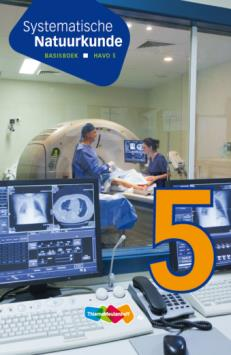 Systematische
Natuurkunde
BASISBOEK ■ HAVO 5
5
ThiemeMeulenhoff